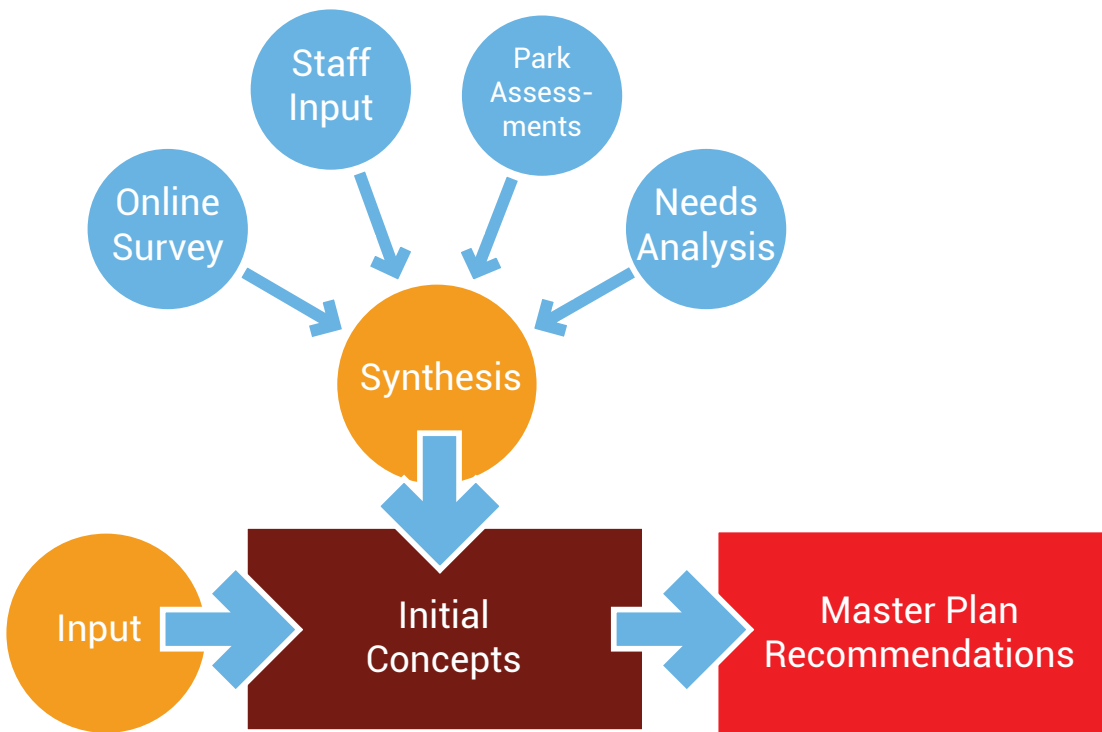 Staff
Input
Park
Assess-
ments
Online
Survey
Needs
Analysis
Synthesis
Input
Initial
Concepts
Master Plan
Recommendations